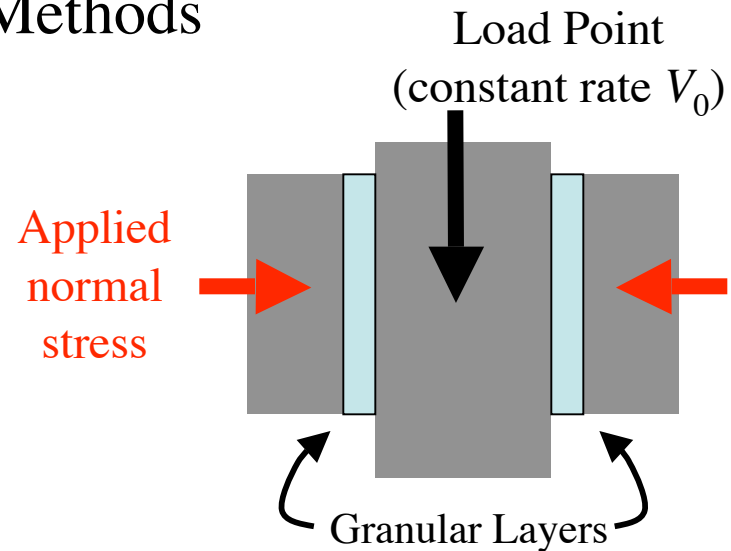 Methods
Load Point
(constant rate V₀)
Applied
normal
stress
Granular Layers